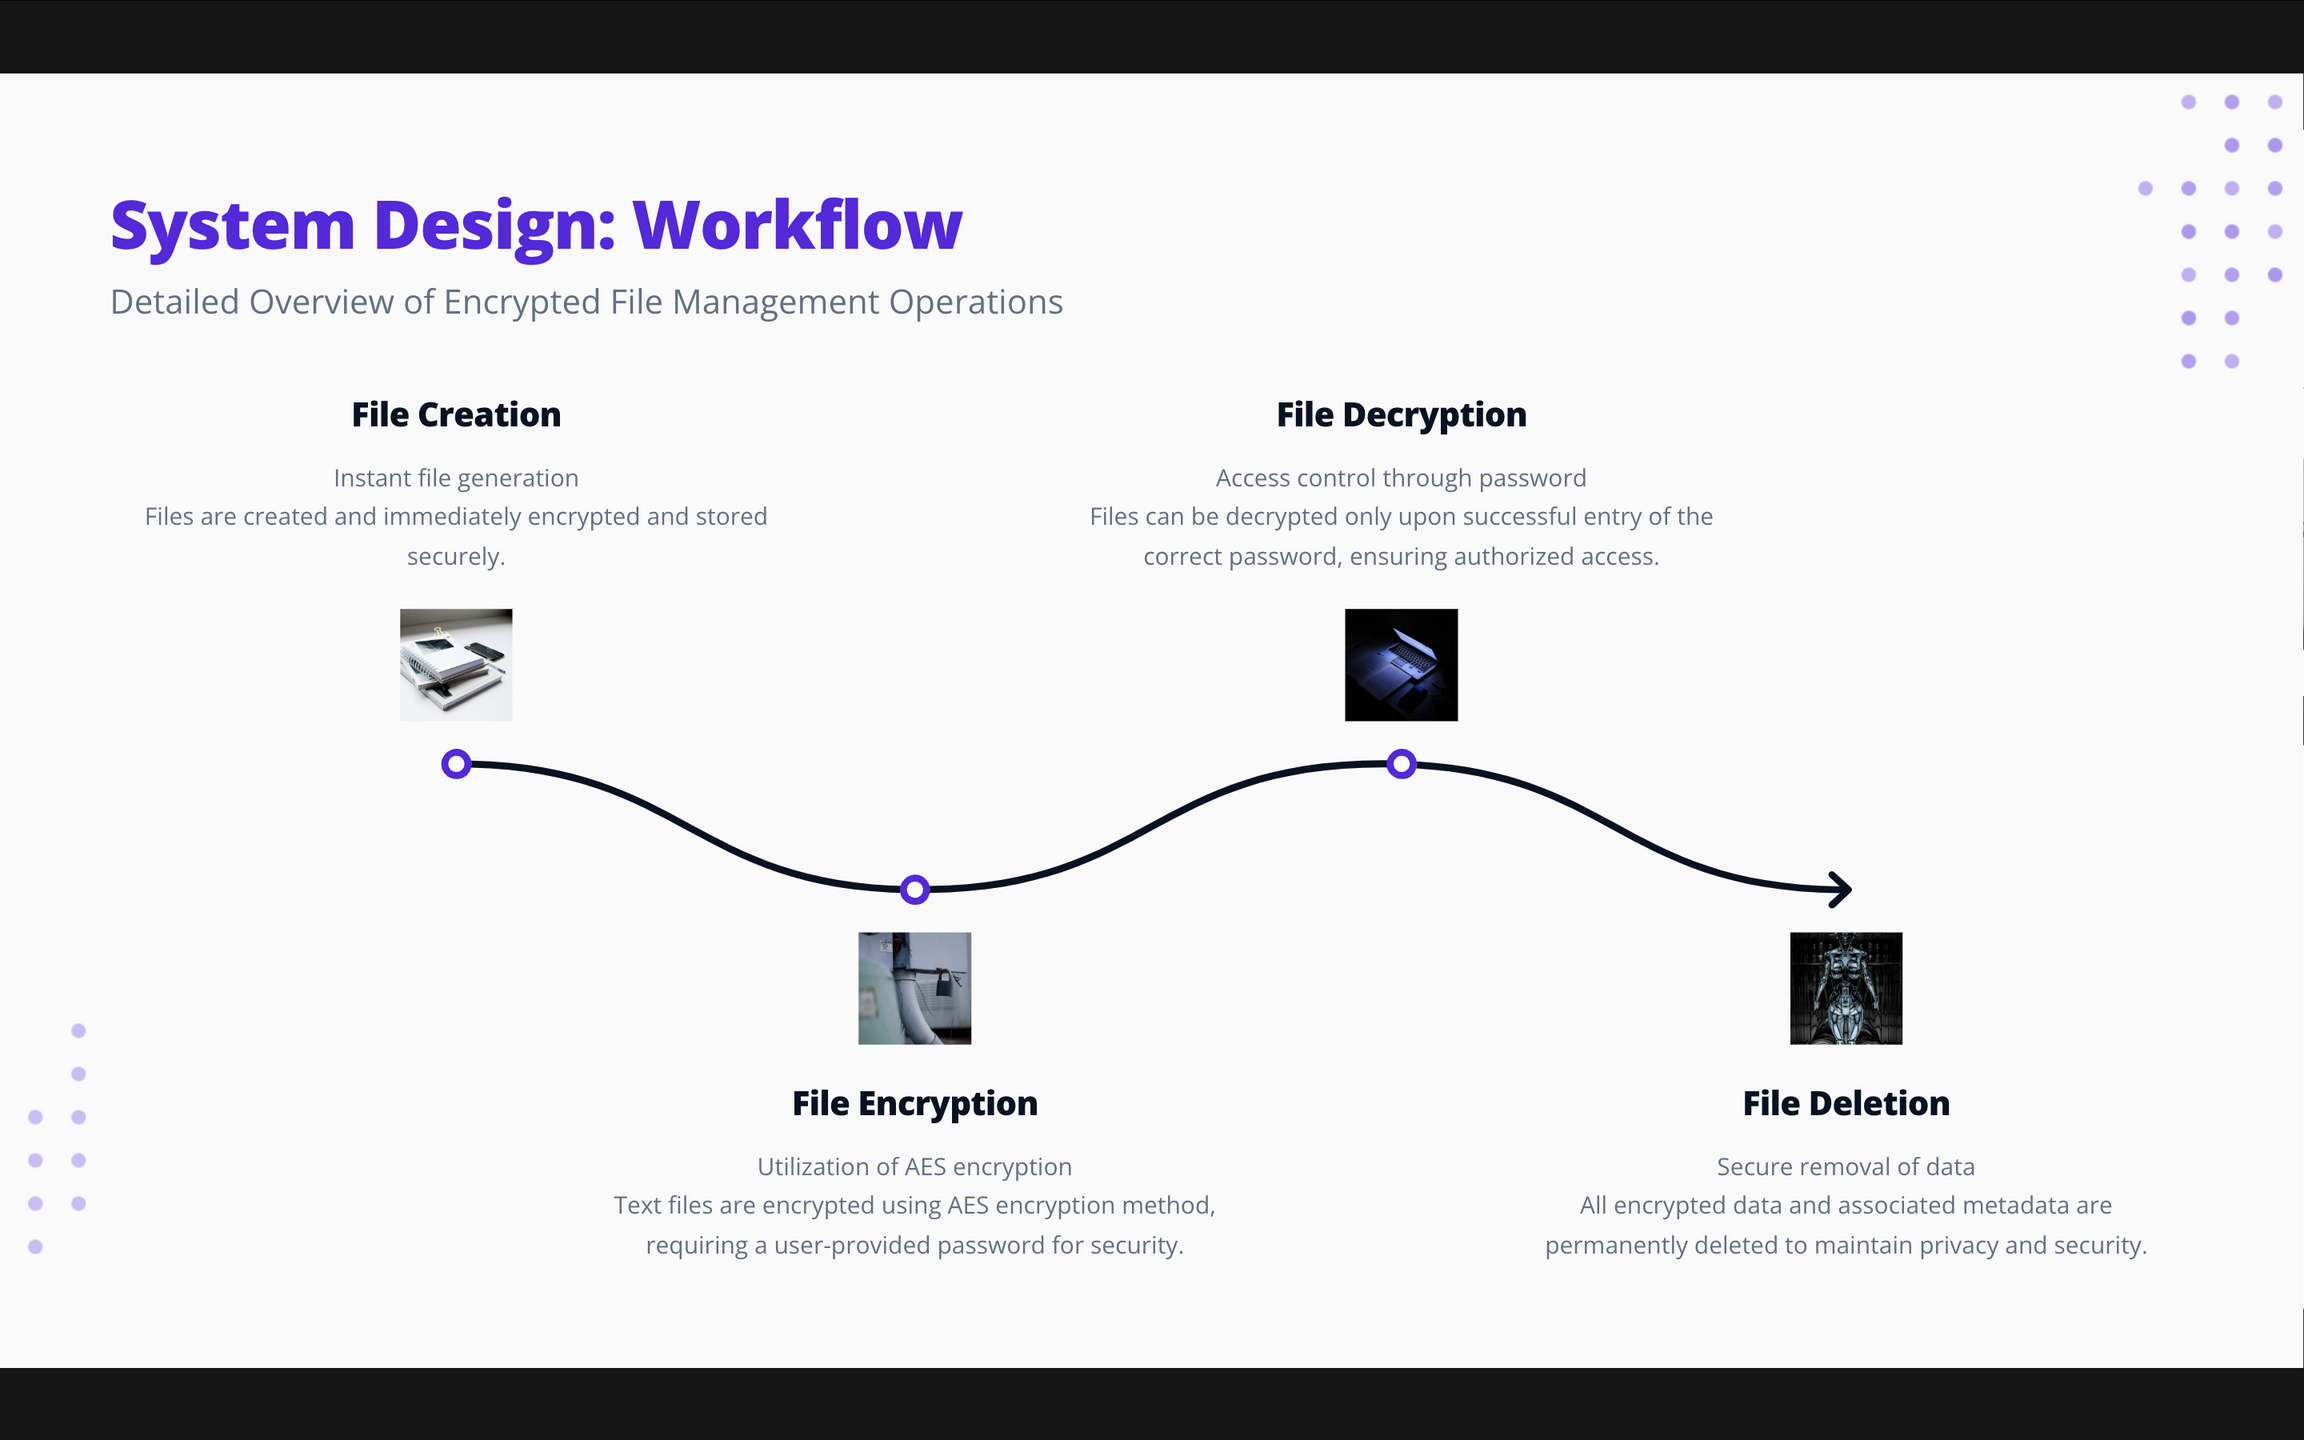 System Design: Workflow
Detailed Overview of Encrypted File Management Operations
File Creation
Instant file generation
Files are created and immediately encrypted and stored
securely.
File Decryption
Access control through password
Files can be decrypted only upon successful entry of the
correct password, ensuring authorized access.
File Encryption
Utilization of AES encryption
Text files are encrypted using AES encryption method,
requiring a user-provided password for security.
File Deletion
Secure removal of data
All encrypted data and associated metadata are
permanently deleted to maintain privacy and security.